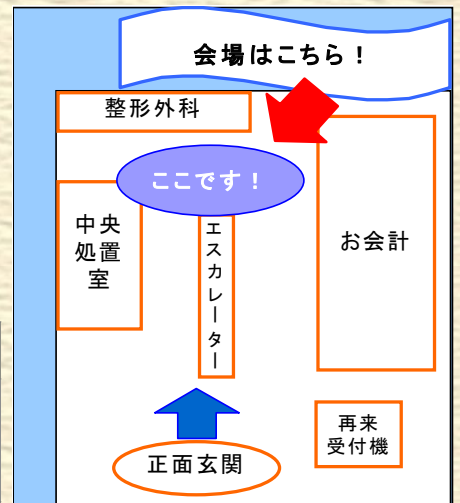 会場はこちら！
整形外科
ここです！
中央
処置
室
エスカレーター
お会計
再来
受付機
正面玄関